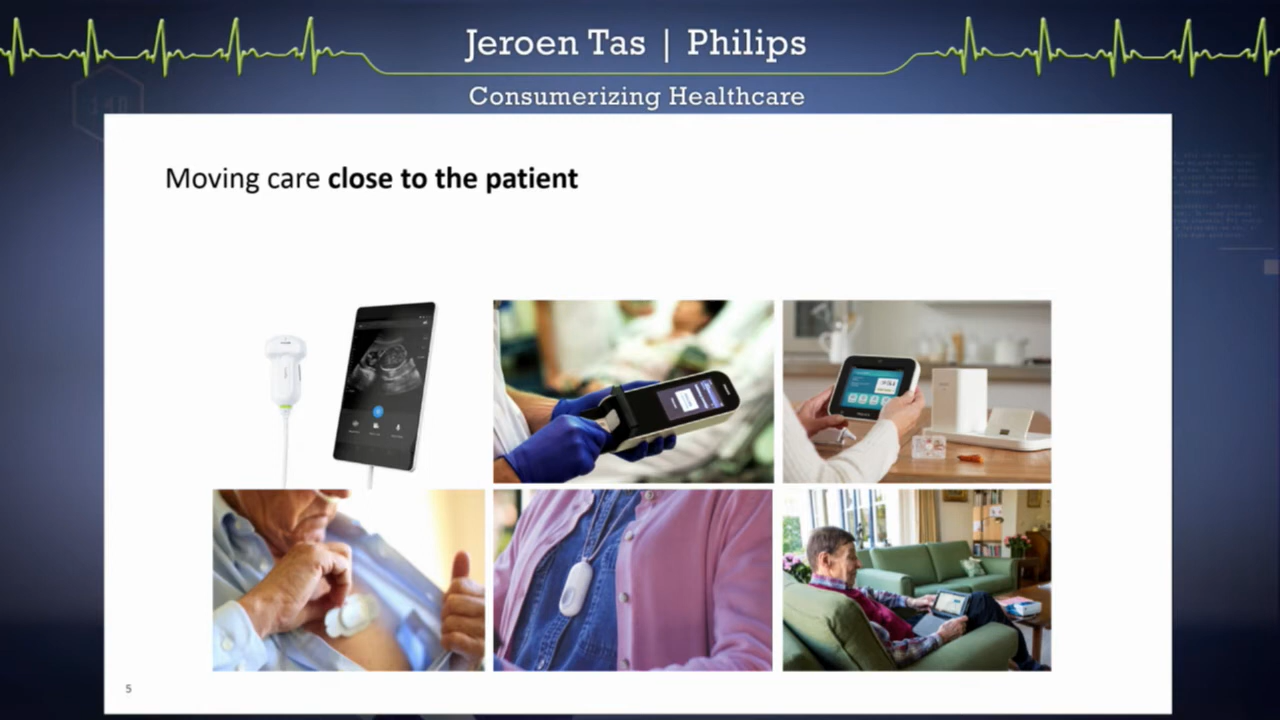 Jeroen Tas | Philips
Consumerizing Healthcare
Moving care close to the patient
5